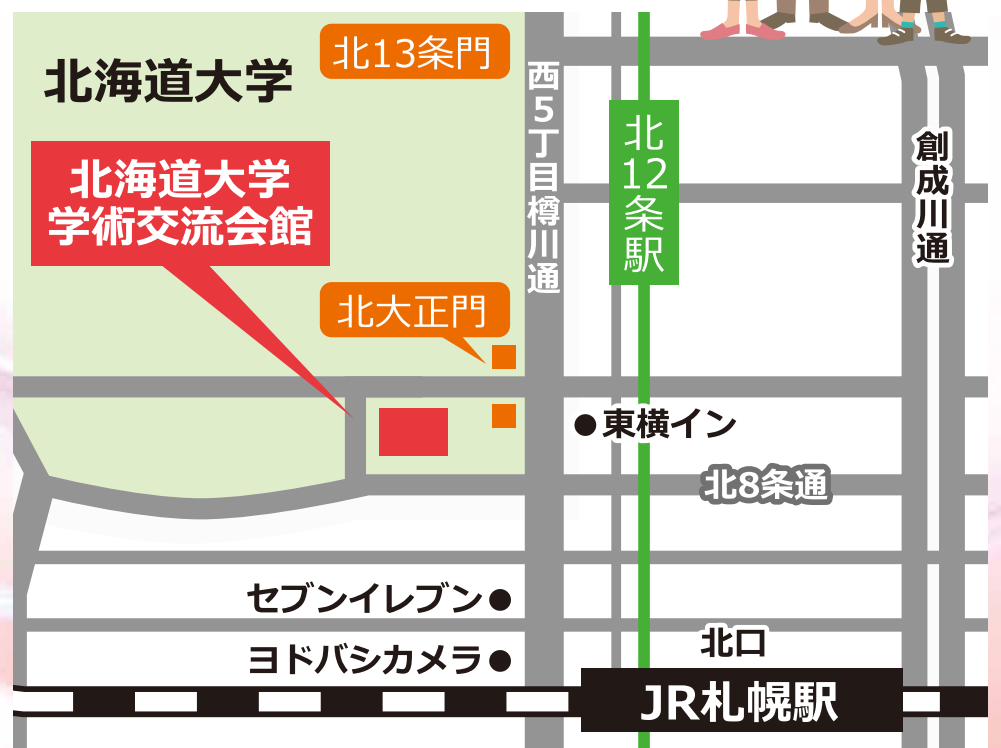 北海道大学
北13条門
西5丁目樽川通
北12条駅
創成川通
北海道大学
学術交流会館
北大正門
東横イン
北8条通
セブンイレブン
ヨドバシカメラ
北口
JR札幌駅